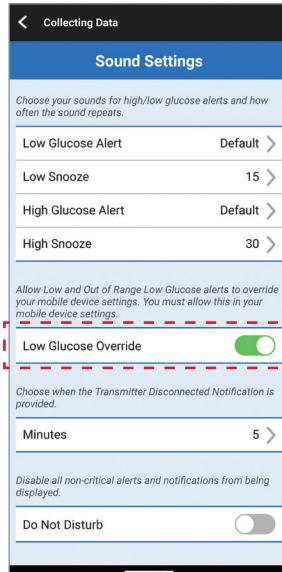 Collecting Data
Sound Settings
Choose your sounds for high/low glucose alerts and how
often the sound repeats.
Low Glucose Alert Default
Low Snooze 15
High Glucose Alert Default
High Snooze 30
Allow Low and Out of Range Low Glucose alerts to override
your mobile device settings. You must allow this in your
mobile device settings.
Low Glucose Override
Choose when the Transmitter Disconnected Notification is
provided.
Minutes 5
Disable all non-critical alerts and notifications from being
displayed.
Do Not Disturb